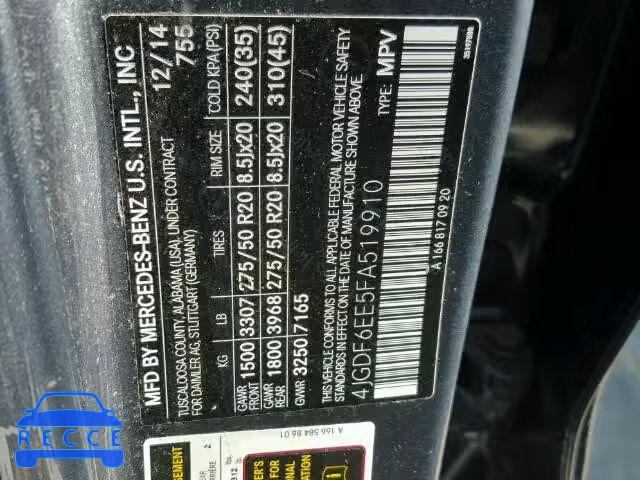 MFD BY MERCEDES-BENZ U.S. INTL., INC
TUSCALOOSA COUNTY, ALABAMA (USA), UNDER CONTRACT 12/14
FOR DAIMLER AG, STUTTGART (GERMANY) 755
KG LB TIRES RIM SIZE COLD KPA (PSI)
GAWR FRONT 1500 3307 275/50 R20 8.5Jx20 240(35)
GAWR REAR 1800 3968 275/50 R20 8.5Jx20 310(45)
GVWR 3250 7165
THIS VEHICLE CONFORMS TO ALL APPLICABLE FEDERAL MOTOR VEHICLE SAFETY
STANDARDS IN EFFECT ON THE DATE OF MANUFACTURE SHOWN ABOVE.
4JGDF6EE5FA519910 TYPE: MPV
A 166 817 09 20
A 166 584 86 01
2